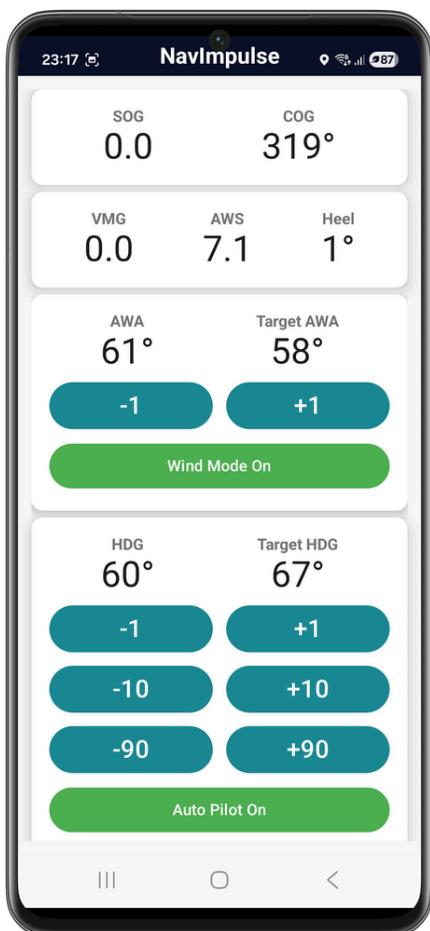 23:17 NavImpulse 87
SOG COG
0.0 319°
VMG AWS Heel
0.0 7.1 1°
AWA Target AWA
61° 58°
-1 +1
Wind Mode On
HDG Target HDG
60° 67°
-1 +1
-10 +10
-90 +90
Auto Pilot On